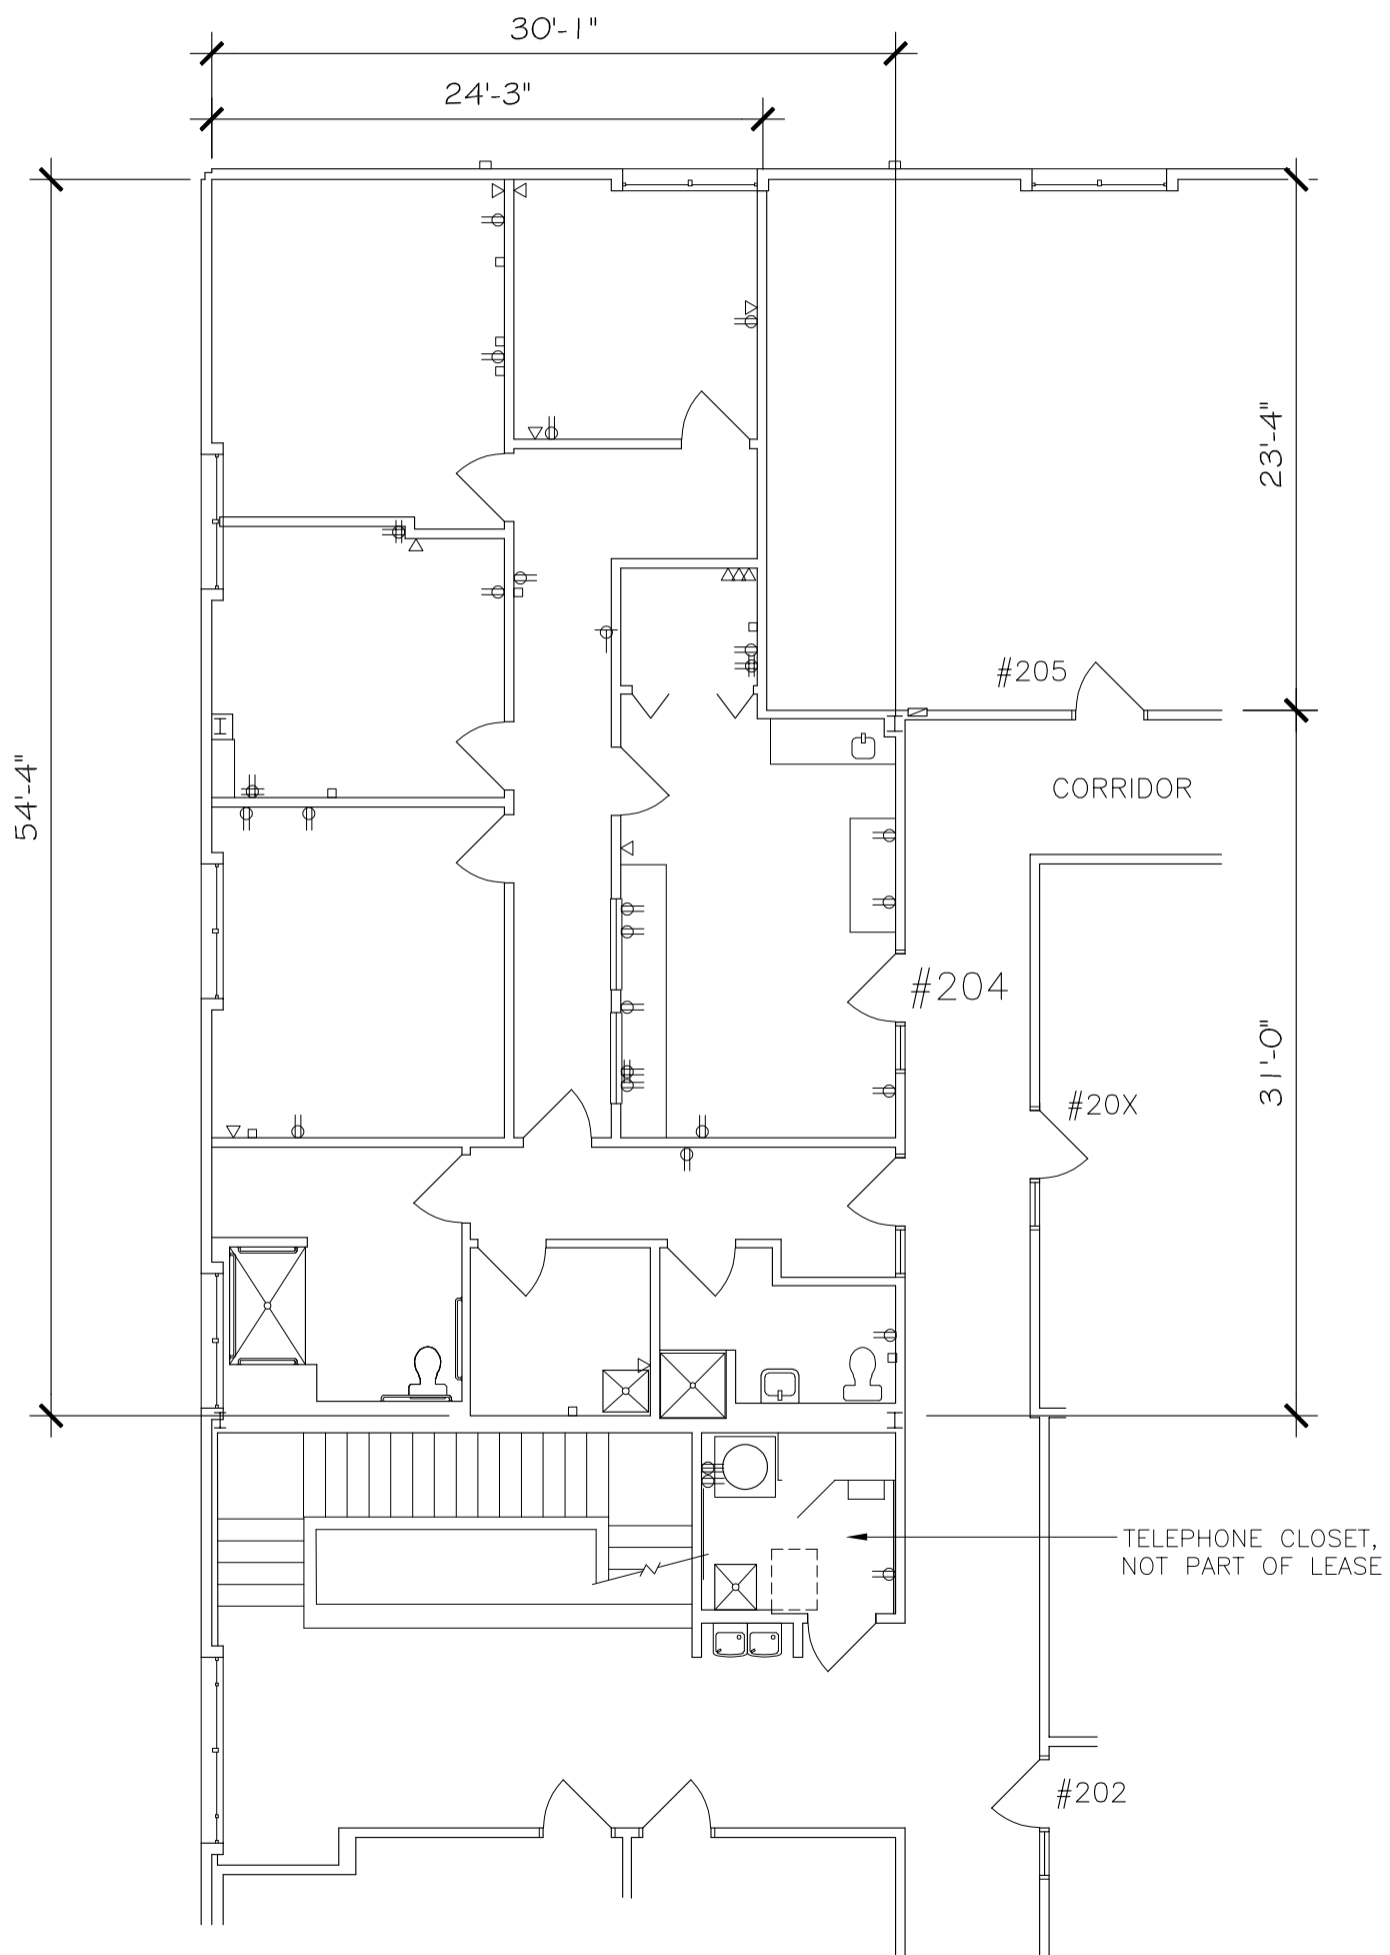 30'-1"
24'-3"
23'-4"
#205
CORRIDOR
54'-4"
#204
31'-0"
#20X
TELEPHONE CLOSET,
NOT PART OF LEASE
#202